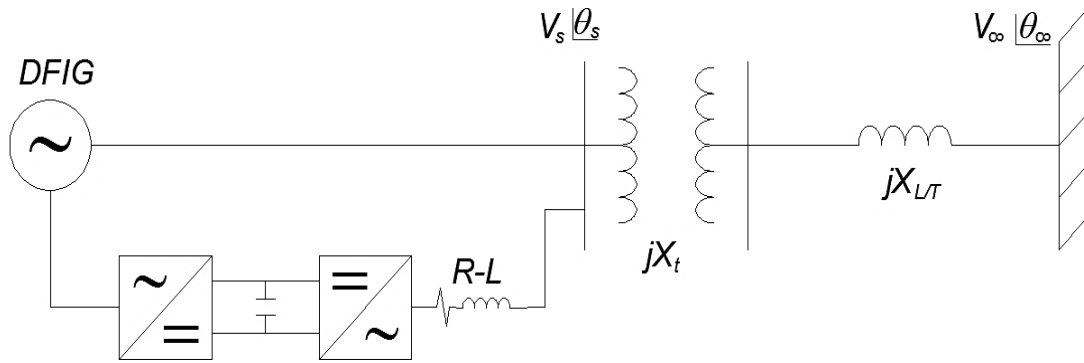 V_s |θ_s
V_∞ |θ_∞
DFIG
~
jX_L/T
jX_t
R-L
~
=
=
~